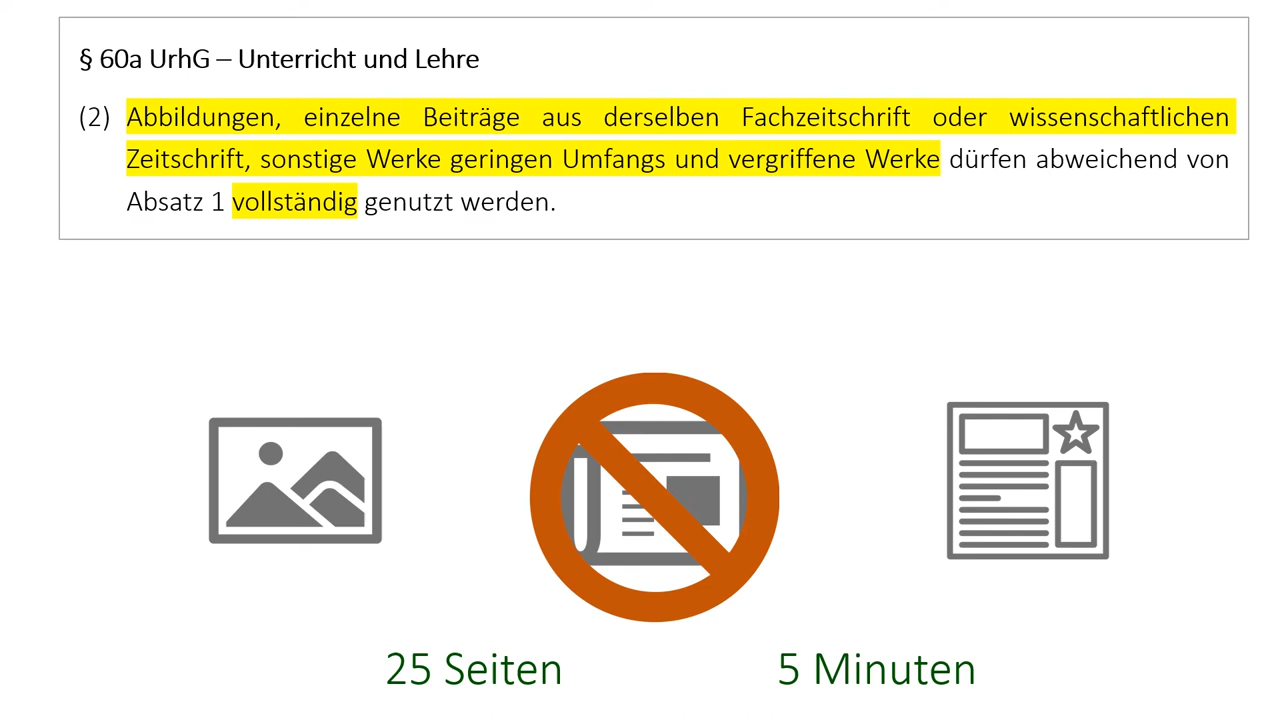 § 60a UrhG – Unterricht und Lehre
(2) Abbildungen, einzelne Beiträge aus derselben Fachzeitschrift oder wissenschaftlichen
Zeitschrift, sonstige Werke geringen Umfangs und vergriffene Werke dürfen abweichend von
Absatz 1 vollständig genutzt werden.
25 Seiten
5 Minuten